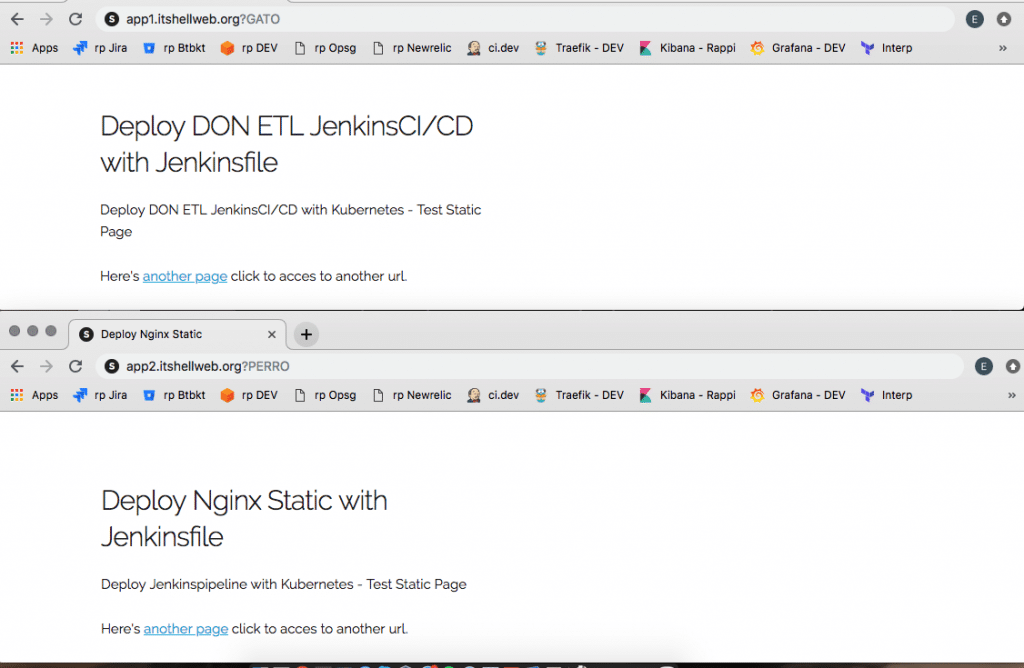 S app1.itshellweb.org?GATO E
Apps rp Jira rp Btbkt rp DEV rp Opsg rp Newrelic ci.dev Traefik - DEV Kibana - Rappi Grafana - DEV Interp »
Deploy DON ETL JenkinsCI/CD
with Jenkinsfile
Deploy DON ETL JenkinsCI/CD with Kubernetes - Test Static
Page
Here's another page click to acces to another url.
S Deploy Nginx Static × +
S app2.itshellweb.org?PERRO E
Apps rp Jira rp Btbkt rp DEV rp Opsg rp Newrelic ci.dev Traefik - DEV Kibana - Rappi Grafana - DEV Interp »
Deploy Nginx Static with
Jenkinsfile
Deploy Jenkinspipeline with Kubernetes - Test Static Page
Here's another page click to acces to another url.